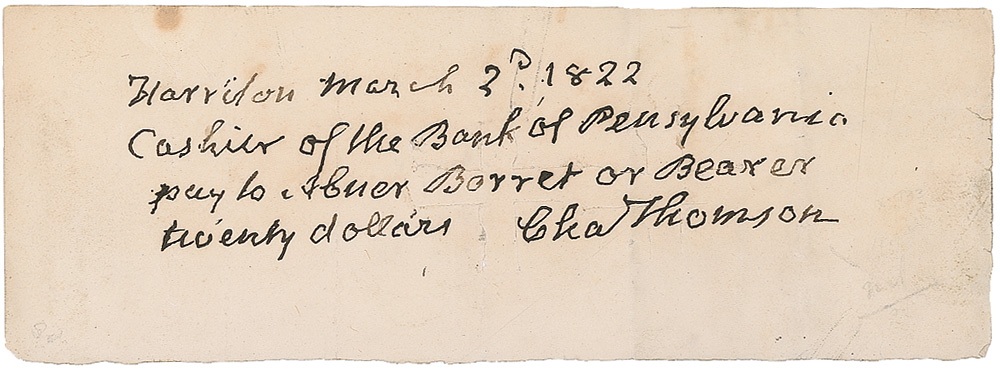 Harriton March 2d. 1822
Cashier of the Bank of Pensylvania
pay to Abner Barret or Bearer
twenty dollars Cha Thomson